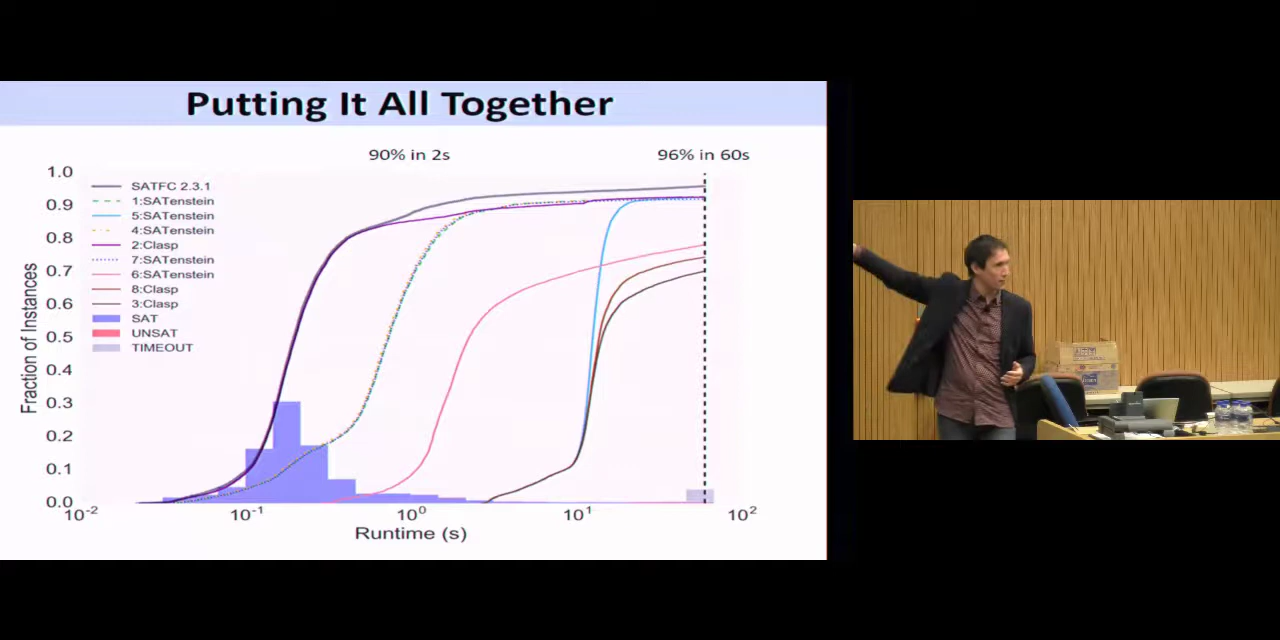 Putting It All Together
90% in 2s
96% in 60s
1.0
0.9
0.8
0.7
0.6
0.5
0.4
0.3
0.2
0.1
0.0
Fraction of Instances
SATFC 2.3.1
1:SATenstein
5:SATenstein
4:SATenstein
2:Clasp
7:SATenstein
6:SATenstein
8:Clasp
3:Clasp
SAT
UNSAT
TIMEOUT
10-2
10-1
100
101
102
Runtime (s)